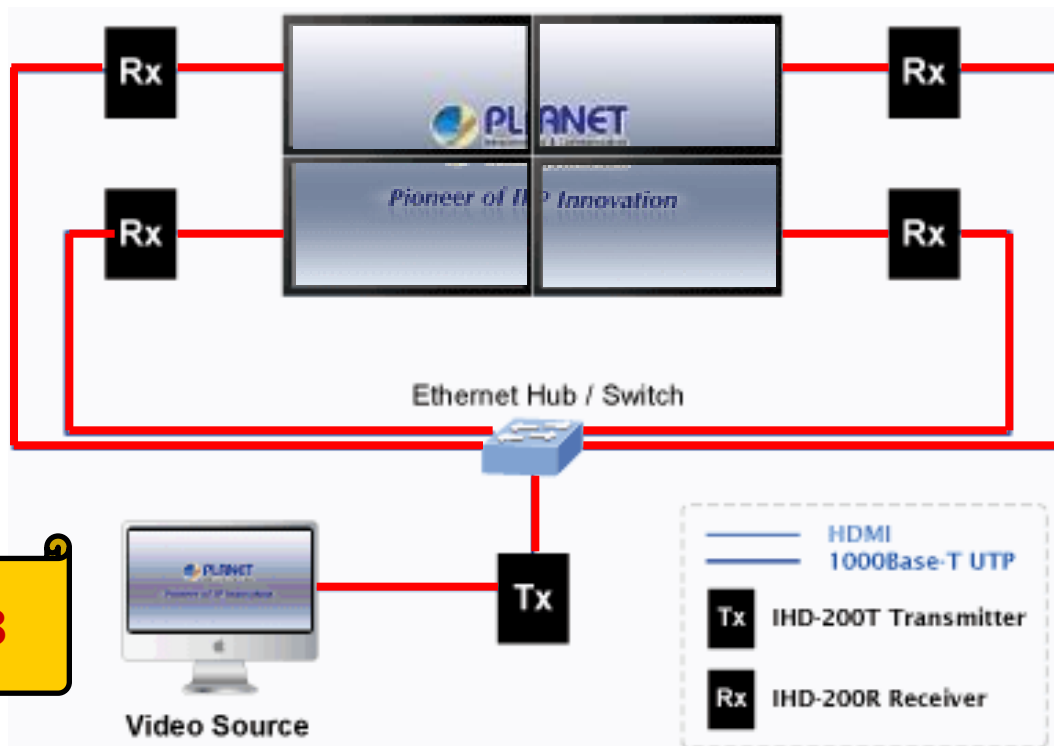 Rx
Rx
PLANET
Pioneer of IP Innovation
Rx
Rx
Ethernet Hub / Switch
HDMI
1000Base-T UTP
PLANET
Pioneer of IP Innovation
Tx
Tx IHD-200T Transmitter
Rx IHD-200R Receiver
Video Source